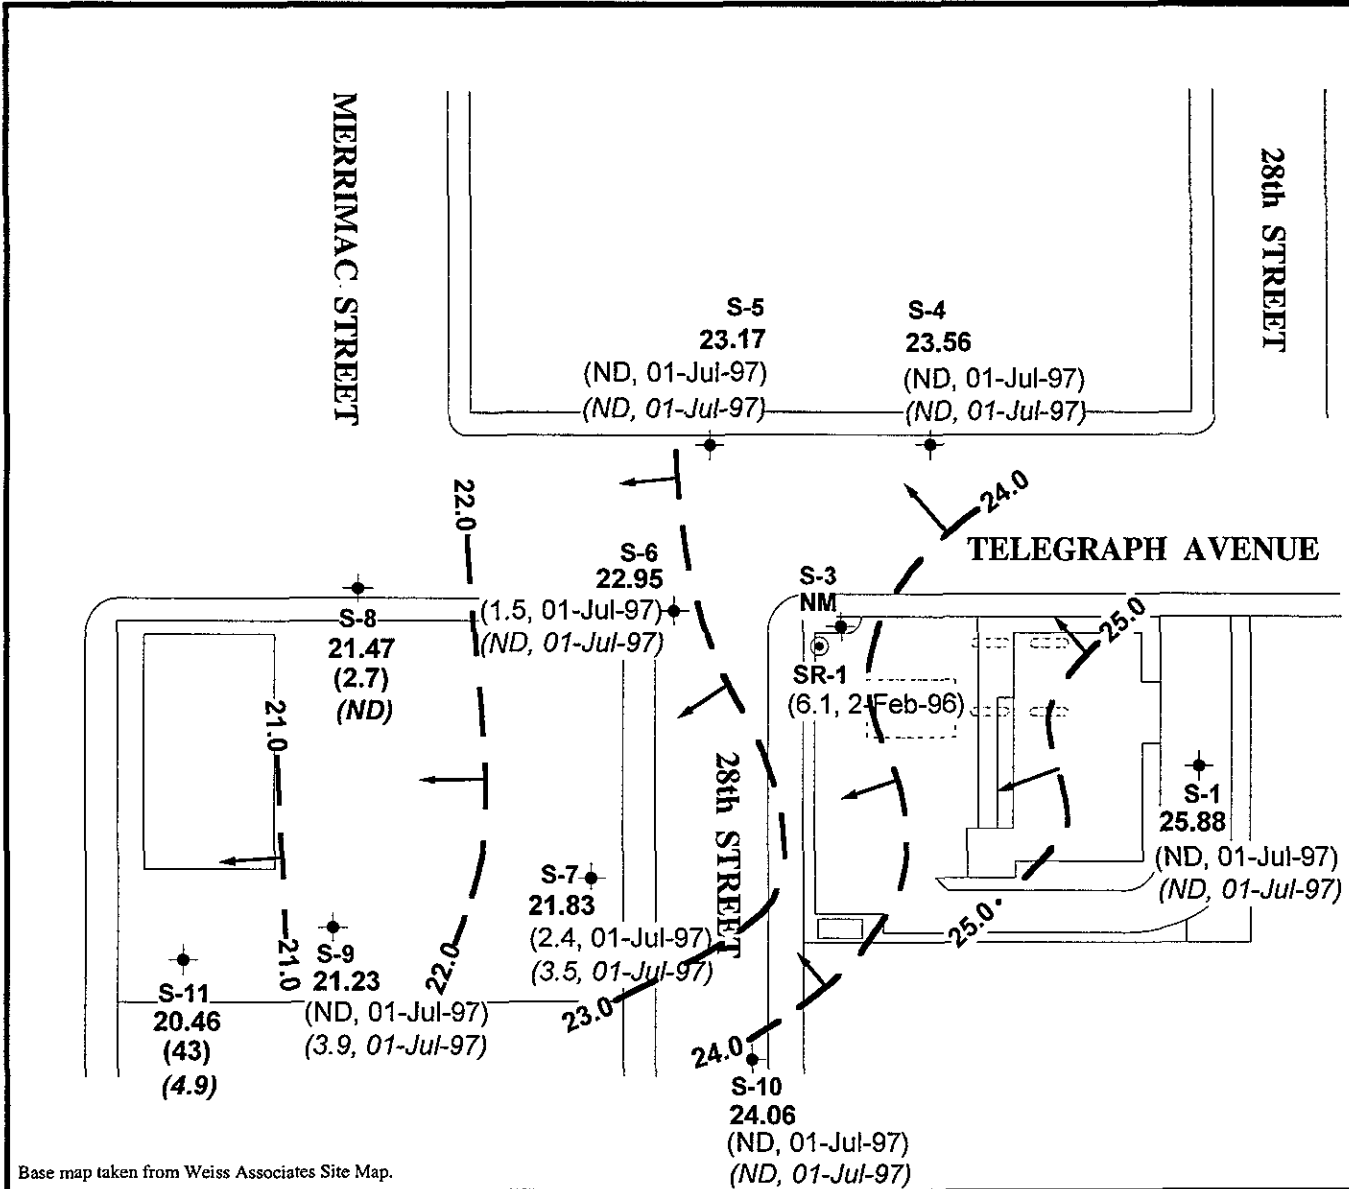 MERRIMAC STREET
28th STREET
S-5
23.17
(ND, 01-Jul-97)
(ND, 01-Jul-97)
S-4
23.56
(ND, 01-Jul-97)
(ND, 01-Jul-97)
22.0
24.0
TELEGRAPH AVENUE
S-6
22.95
(1.5, 01-Jul-97)
(ND, 01-Jul-97)
S-3
NM
25.0
S-8
21.47
(2.7)
(ND)
SR-1
(6.1, 2-Feb-96)
21.0
28th STREET
S-1
25.88
(ND, 01-Jul-97)
(ND, 01-Jul-97)
S-7
21.83
(2.4, 01-Jul-97)
(3.5, 01-Jul-97)
25.0
21.0
S-9
21.23
(ND, 01-Jul-97)
(3.9, 01-Jul-97)
22.0
S-11
20.46
(43)
(4.9)
23.0
24.0
S-10
24.06
(ND, 01-Jul-97)
(ND, 01-Jul-97)
Base map taken from Weiss Associates Site Map.